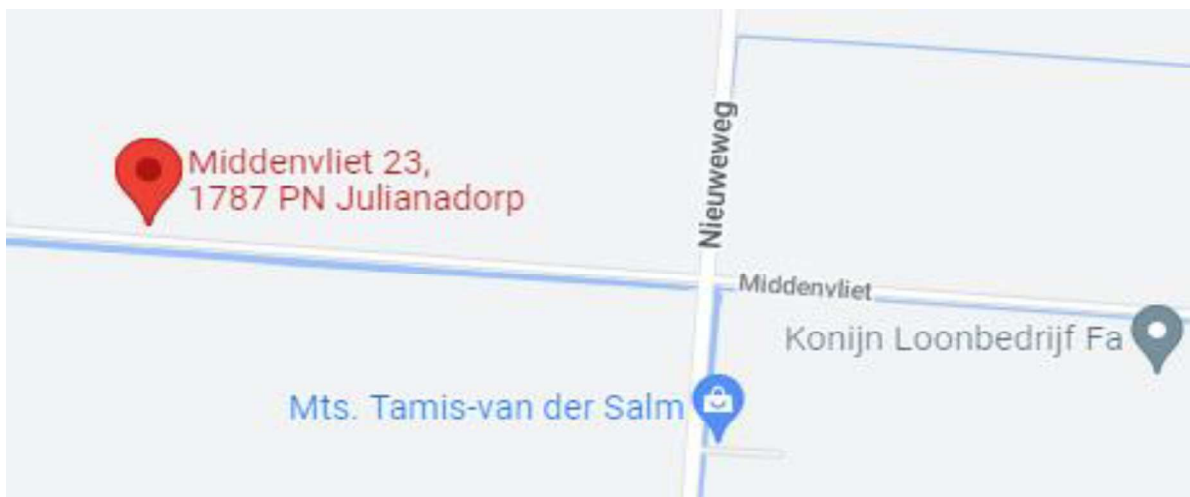 Middenvliet 23,
1787 PN Julianadorp
Nieuweweg
Middenvliet
Konijn Loonbedrijf Fa
Mts. Tamis-van der Salm